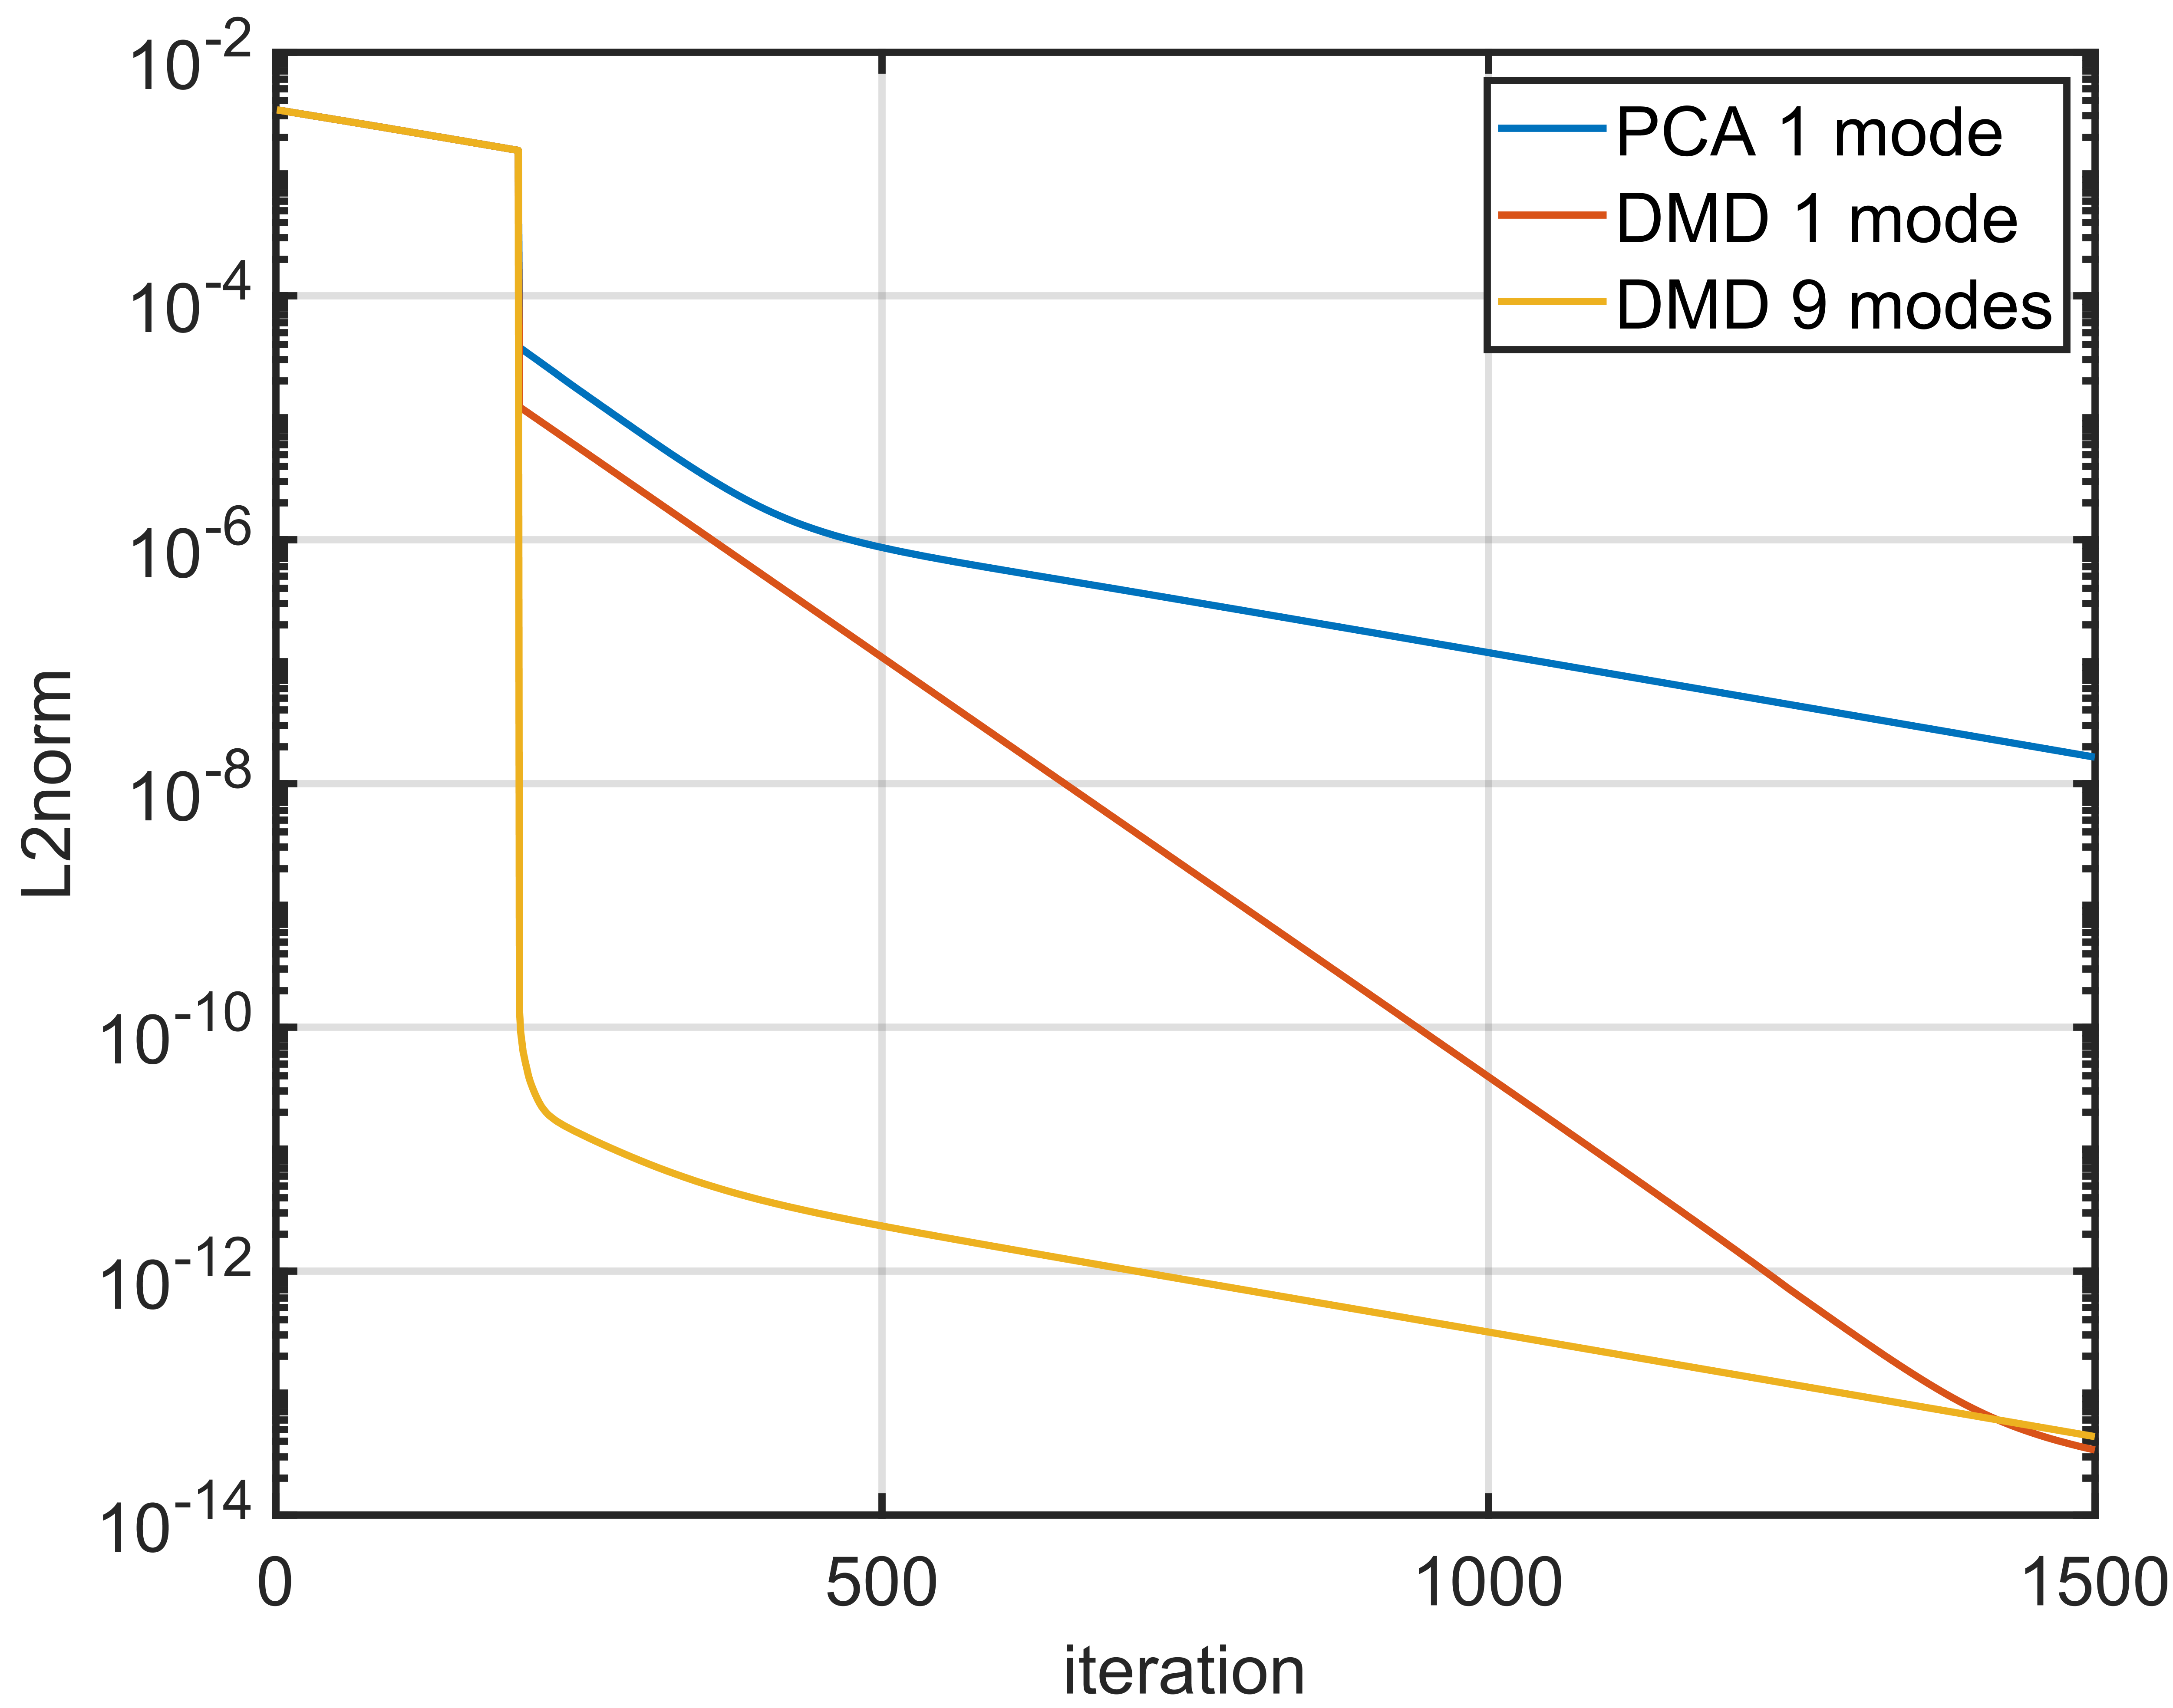 10^-2
PCA 1 mode
DMD 1 mode
DMD 9 modes
10^-4
10^-6
10^-8
10^-10
10^-12
10^-14
L2norm
0 500 1000 1500
iteration